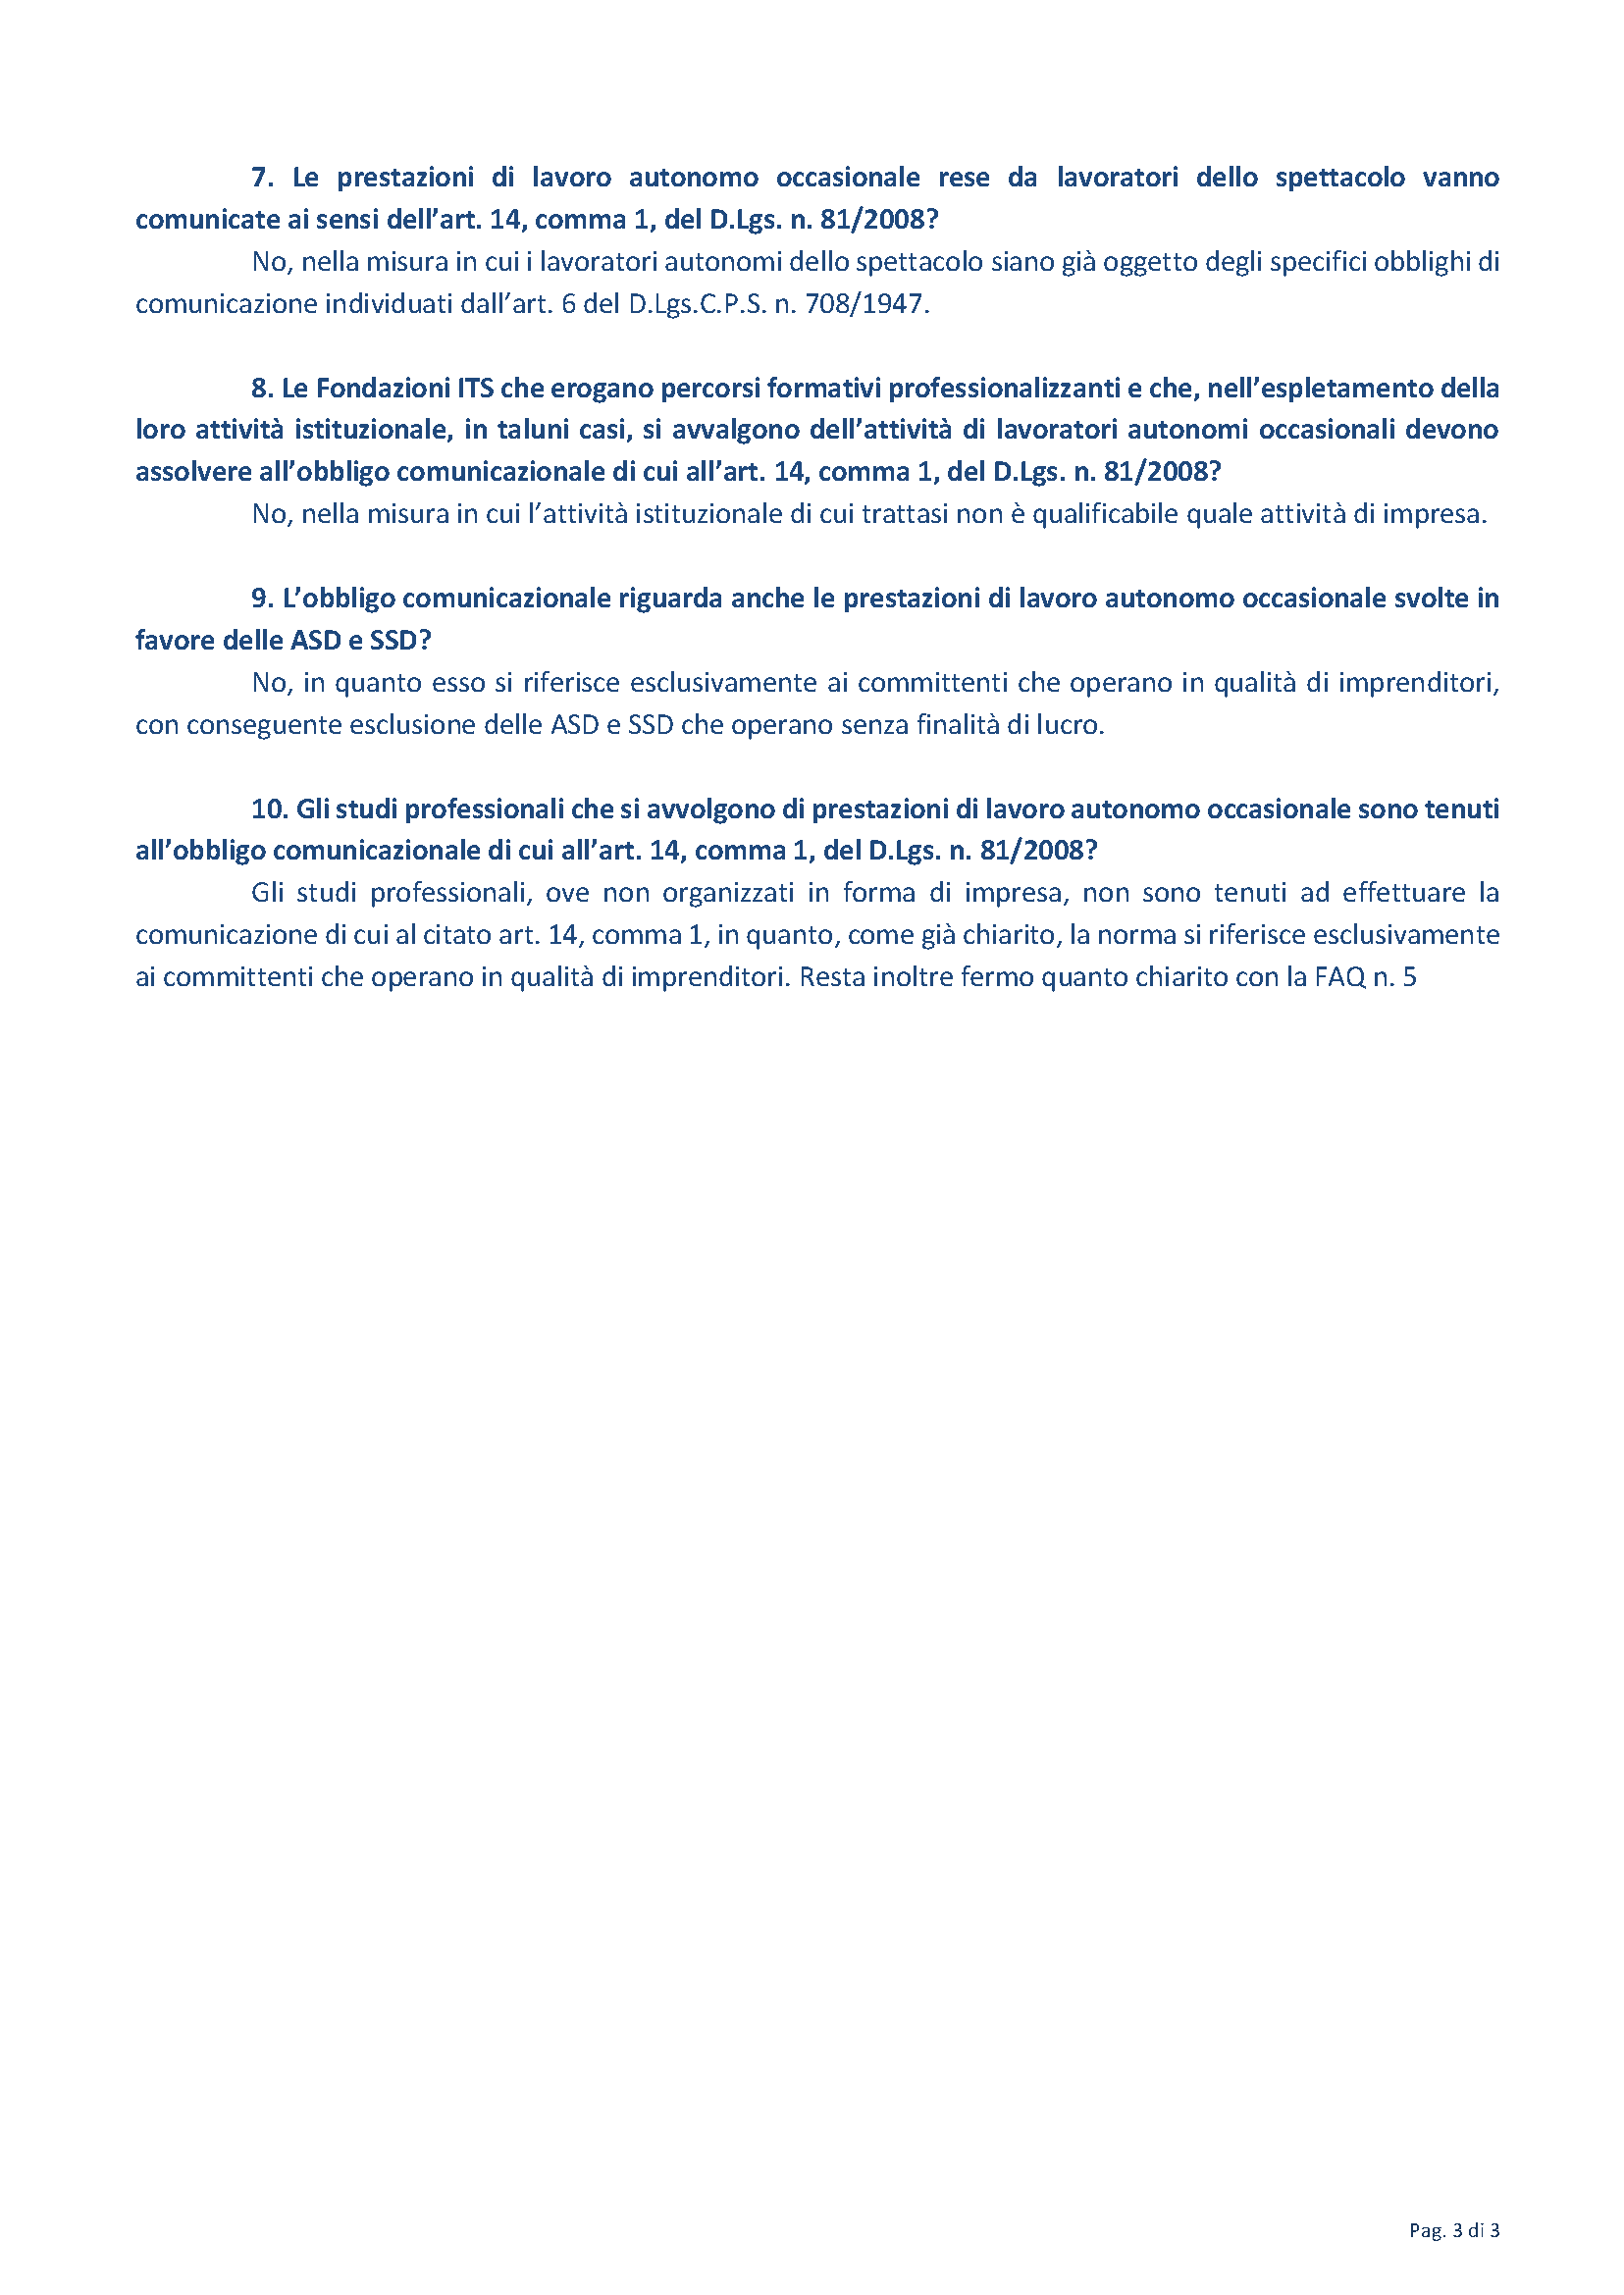 7. Le prestazioni di lavoro autonomo occasionale rese da lavoratori dello spettacolo vanno
comunicate ai sensi dell’art. 14, comma 1, del D.Lgs. n. 81/2008?
No, nella misura in cui i lavoratori autonomi dello spettacolo siano già oggetto degli specifici obblighi di
comunicazione individuati dall’art. 6 del D.Lgs.C.P.S. n. 708/1947.
8. Le Fondazioni ITS che erogano percorsi formativi professionalizzanti e che, nell’espletamento della
loro attività istituzionale, in taluni casi, si avvalgono dell’attività di lavoratori autonomi occasionali devono
assolvere all’obbligo comunicazionale di cui all’art. 14, comma 1, del D.Lgs. n. 81/2008?
No, nella misura in cui l’attività istituzionale di cui trattasi non è qualificabile quale attività di impresa.
9. L’obbligo comunicazionale riguarda anche le prestazioni di lavoro autonomo occasionale svolte in
favore delle ASD e SSD?
No, in quanto esso si riferisce esclusivamente ai committenti che operano in qualità di imprenditori,
con conseguente esclusione delle ASD e SSD che operano senza finalità di lucro.
10. Gli studi professionali che si avvolgono di prestazioni di lavoro autonomo occasionale sono tenuti
all’obbligo comunicazionale di cui all’art. 14, comma 1, del D.Lgs. n. 81/2008?
Gli studi professionali, ove non organizzati in forma di impresa, non sono tenuti ad effettuare la
comunicazione di cui al citato art. 14, comma 1, in quanto, come già chiarito, la norma si riferisce esclusivamente
ai committenti che operano in qualità di imprenditori. Resta inoltre fermo quanto chiarito con la FAQ n. 5
Pag. 3 di 3